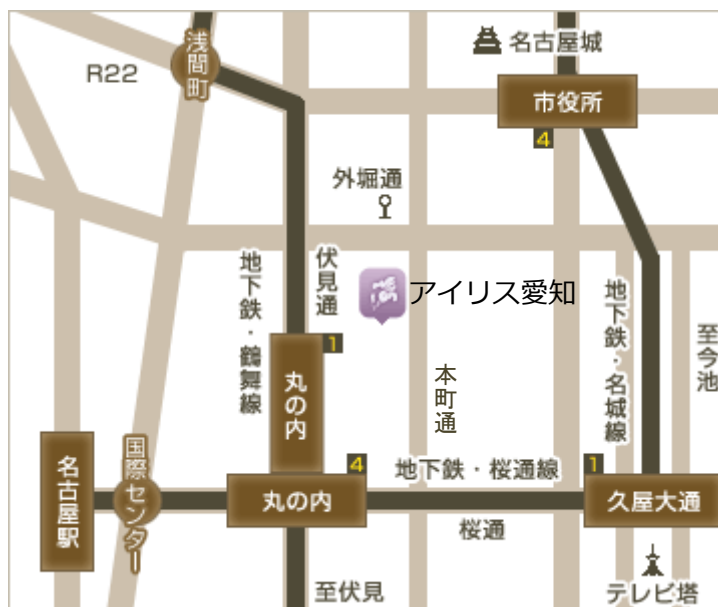 浅間町
名古屋城
R22
市役所
4
外堀通
地下鉄・鶴舞線
伏見通
アイリス愛知
地下鉄・名城線
至今池
1
丸の内
本町通
名古屋駅
国際センター
4
地下鉄・桜通線
1
丸の内
久屋大通
桜通
至伏見
テレビ塔